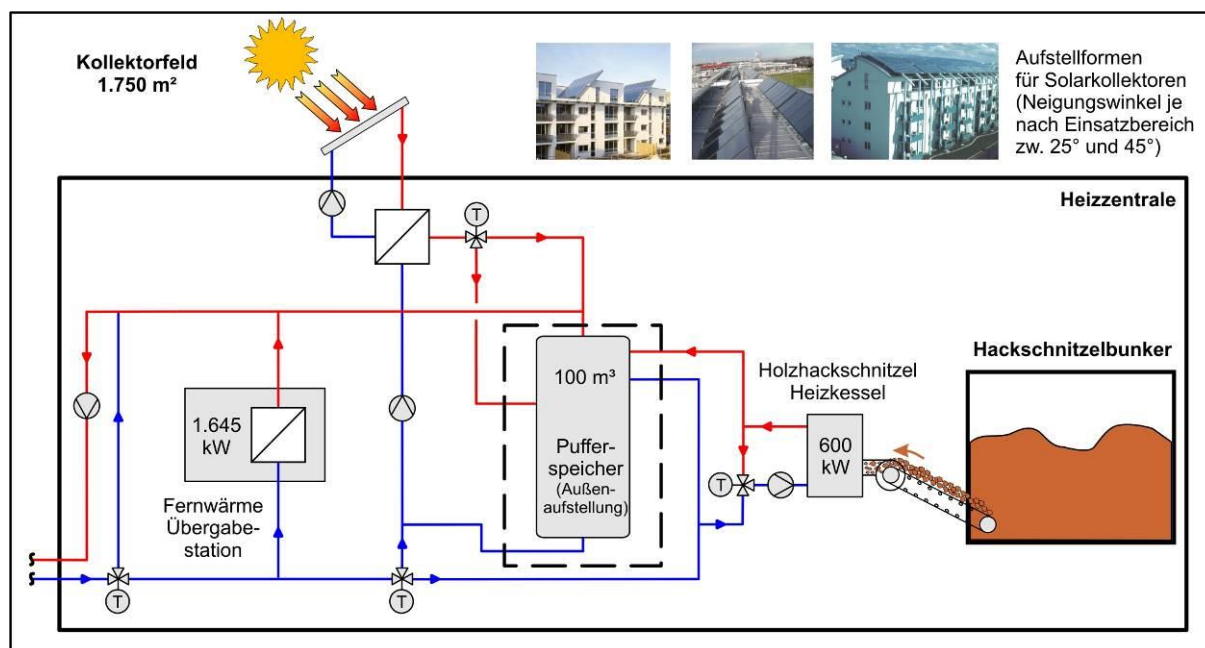 Kollektorfeld
1.750 m²
Aufstellformen
für Solarkollektoren
(Neigungswinkel je
nach Einsatzbereich
zw. 25° und 45°)
Heizzentrale
T
100 m³
Puffer-
speicher
(Außen-
aufstellung)
1.645
kW
Fernwärme
Übergabe-
station
Holzhackschnitzel
Heizkessel
600
kW
T
Hackschnitzelbunker
T
T